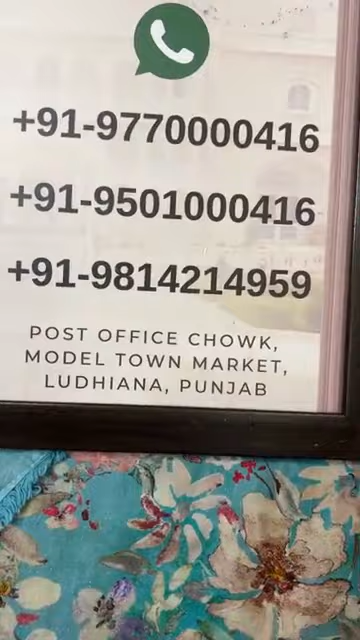 +91-9770000416
+91-9501000416
+91-9814214959
POST OFFICE CHOWK,
MODEL TOWN MARKET,
LUDHIANA, PUNJAB